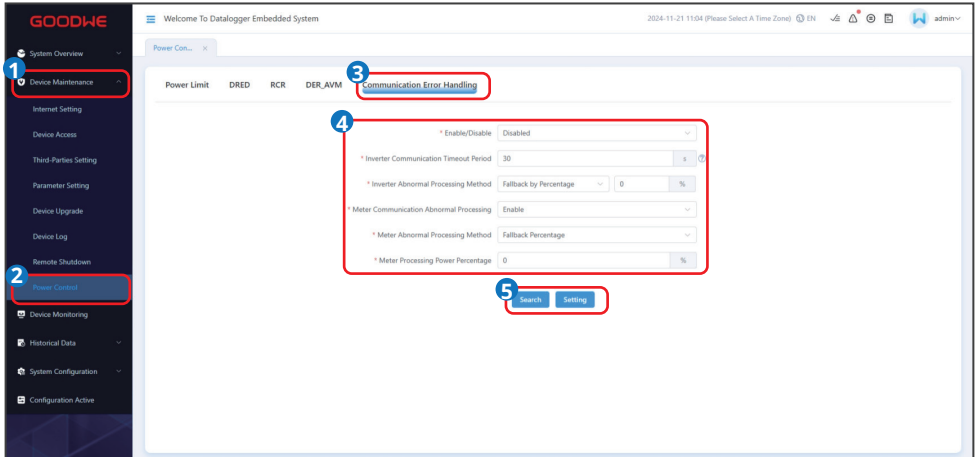 GOODWE
Welcome To Datalogger Embedded System
2024-11-21 11:04 (Please Select A Time Zone) EN admin
System Overview
Power Con... ×
1
Device Maintenance
3
Power Limit DRED RCR DER_AVM Communication Error Handling
Internet Setting
4
* Enable/Disable Disabled
Device Access
* Inverter Communication Timeout Period 30 s ?
Third-Parties Setting
* Inverter Abnormal Processing Method Fallback by Percentage 0 %
Parameter Setting
* Meter Communication Abnormal Processing Enable
Device Upgrade
* Meter Abnormal Processing Method Fallback Percentage
Device Log
* Meter Processing Power Percentage 0 %
Remote Shutdown
2
Power Control
5
Search Setting
Device Monitoring
Historical Data
System Configuration
Configuration Active